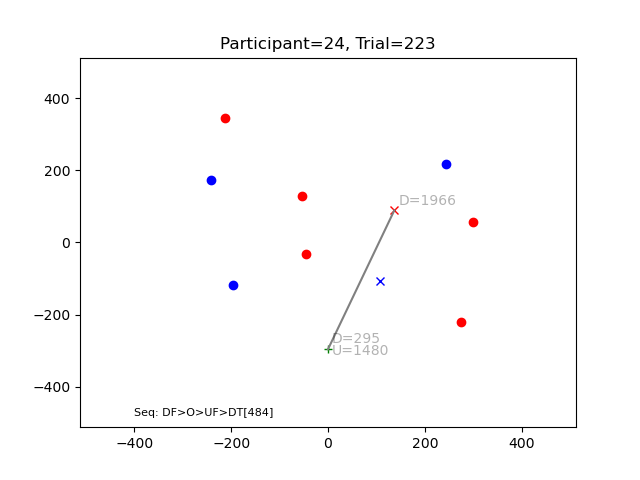 Participant=24, Trial=223
400
200
0
−200
−400
D=1966
D=295
U=1480
Seq: DF>O>UF>DT[484]
−400 −200 0 200 400